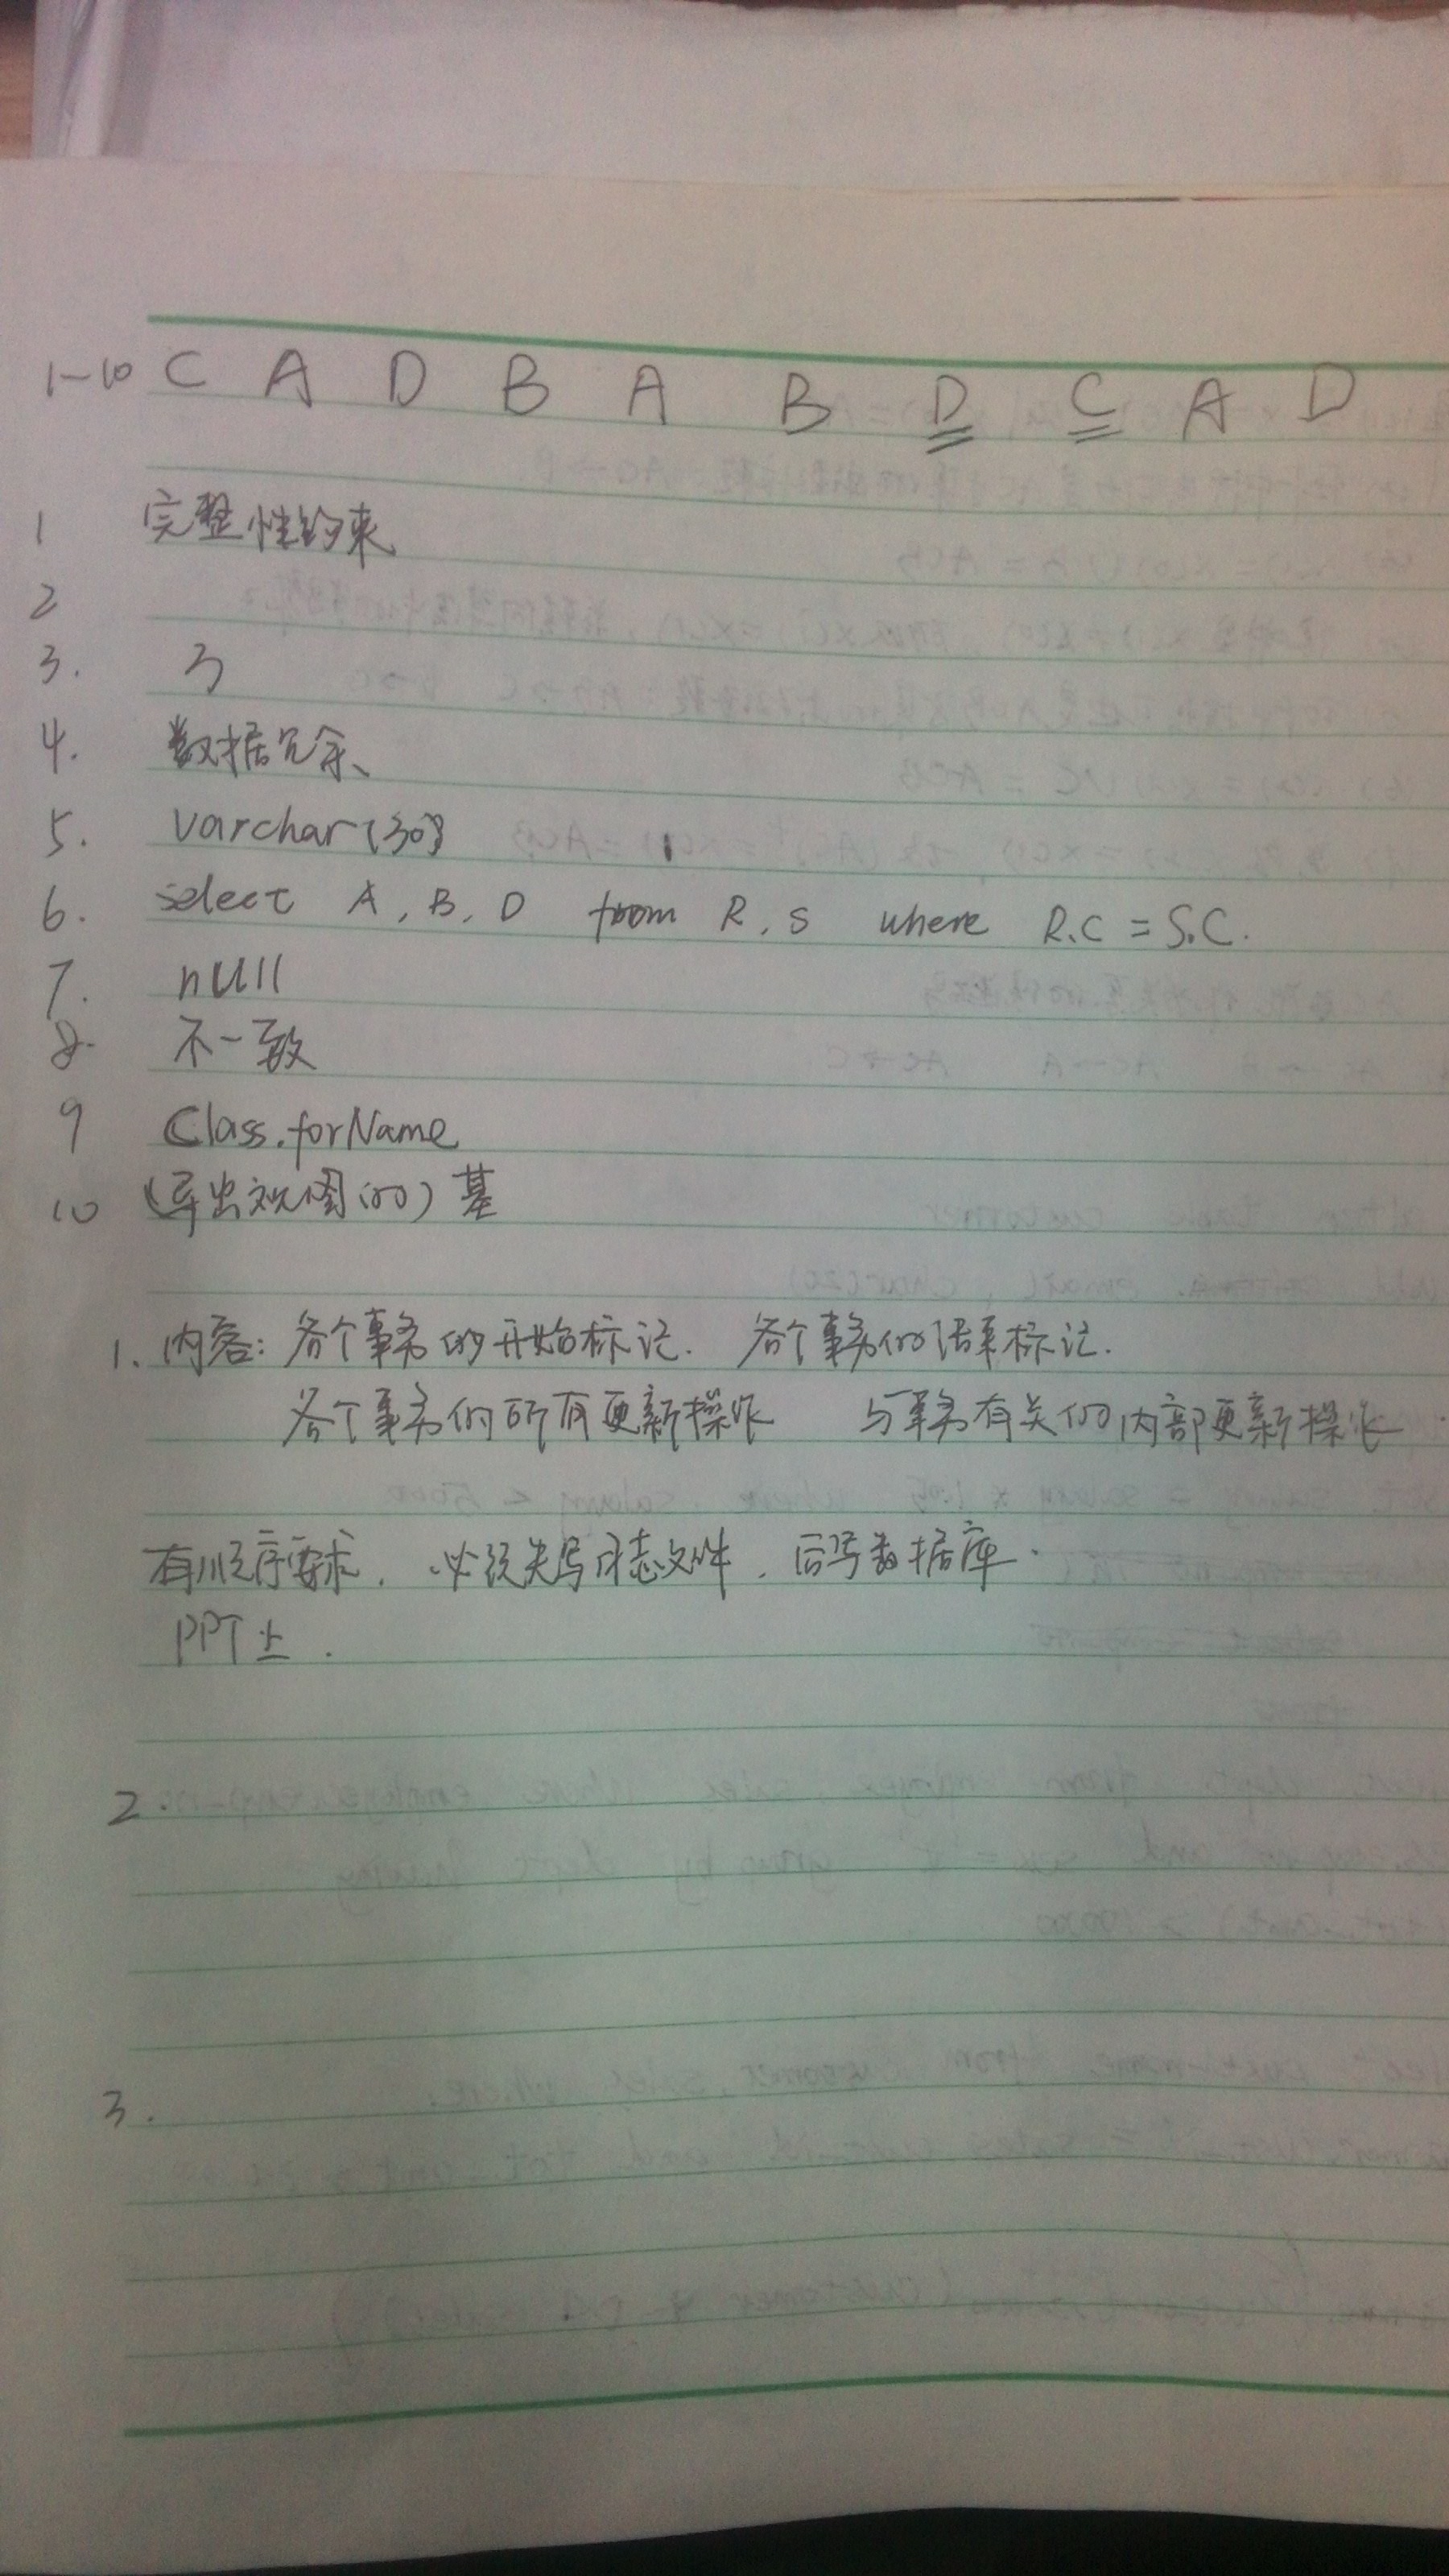 1-10 C A D B A B D C A D
1 完整性约束
2
3. 3
4. 数据冗余、
5. varchar(30)
6. select A, B, D from R, S where R.C = S.C.
7. null
8. 不一致
9 Class.forName
10 (导出视图的) 基
1. 内容: 各个事务的开始标记. 各个事务的结束标记.
各个事务的所有更新操作 与事务有关的内部更新操作
有顺序要求. 必须先写日志文件. 后写数据库.
PPT上.
2.
3.